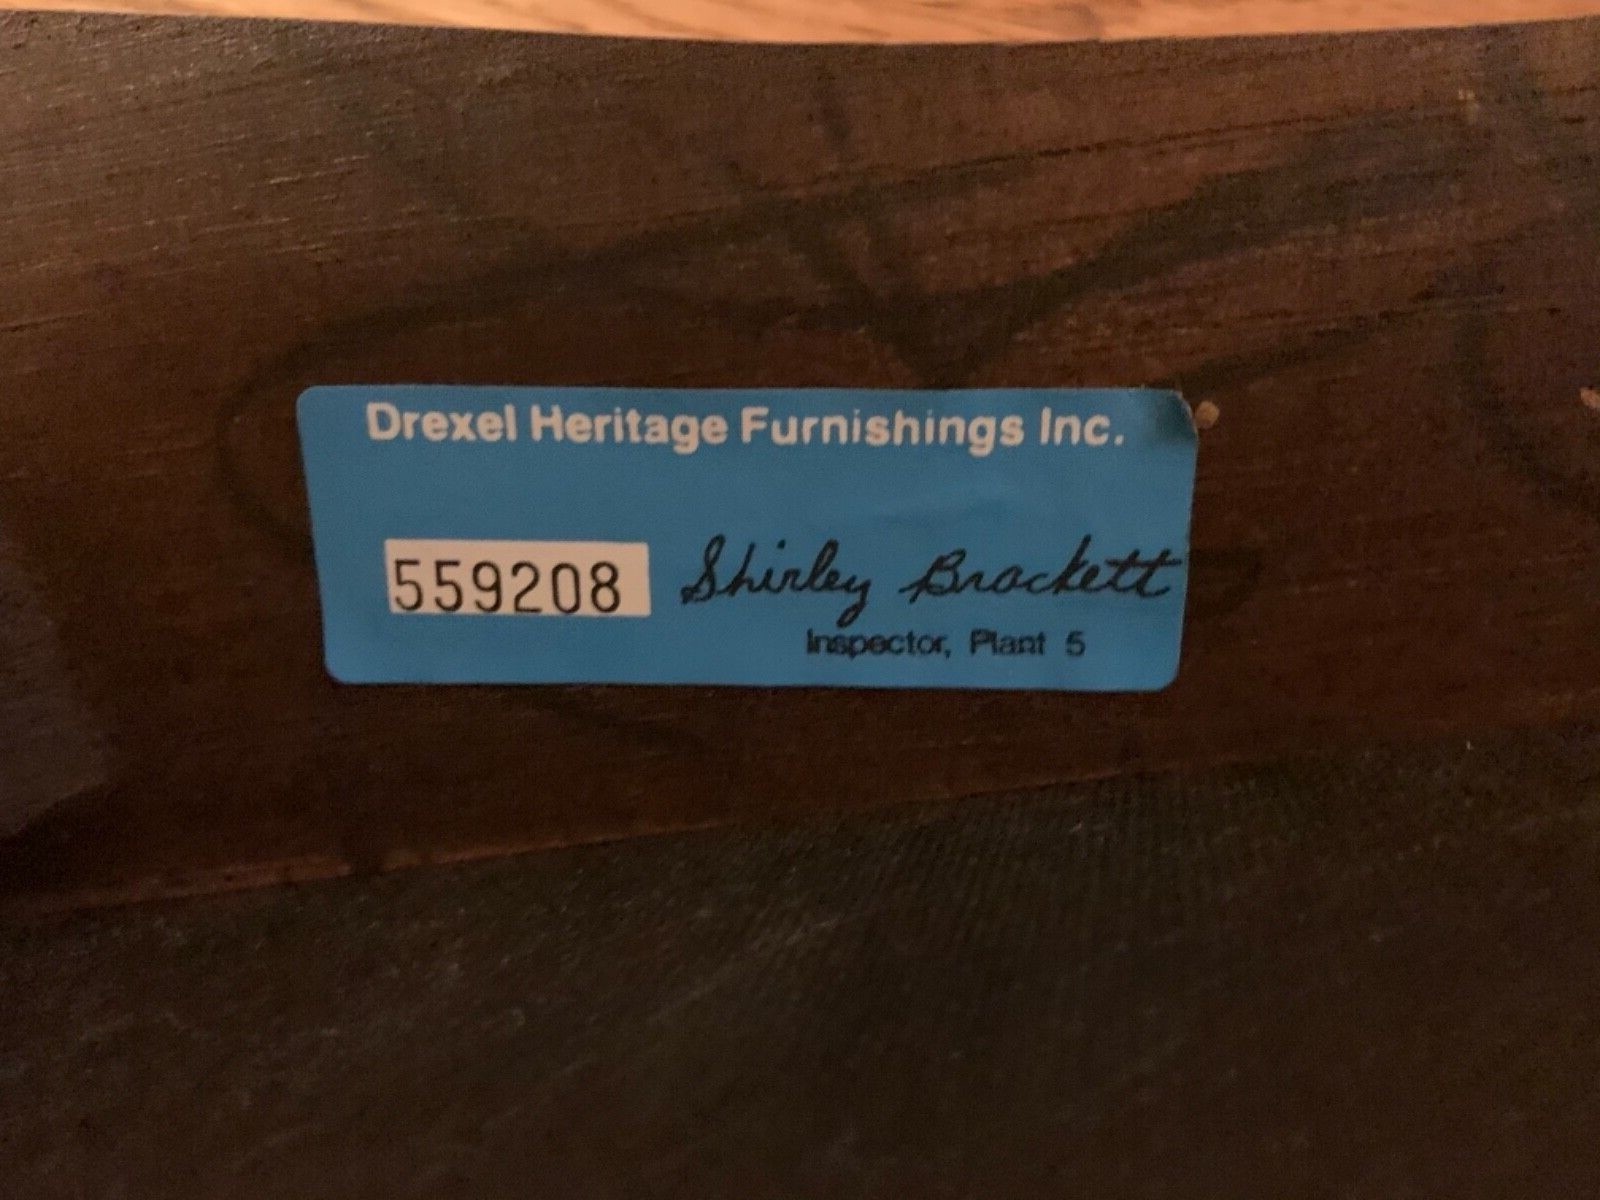 Drexel Heritage Furnishings Inc.
559208 Shirley Brackett
Inspector, Plant 5